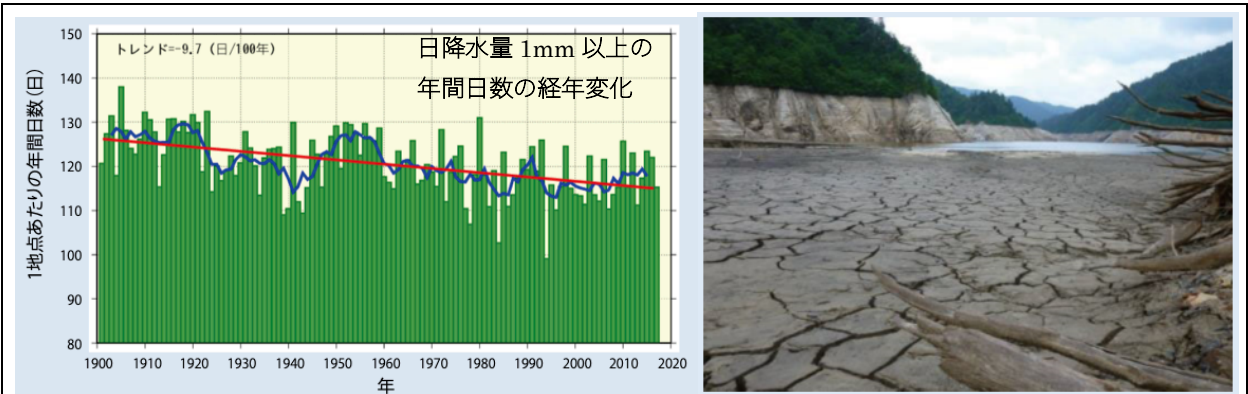 トレンド=-9.7 (日/100年)
日降水量 1mm 以上の
年間日数の経年変化
1地点あたりの年間日数(日)
150
140
130
120
110
100
90
80
1900 1910 1920 1930 1940 1950 1960 1970 1980 1990 2000 2010 2020
年